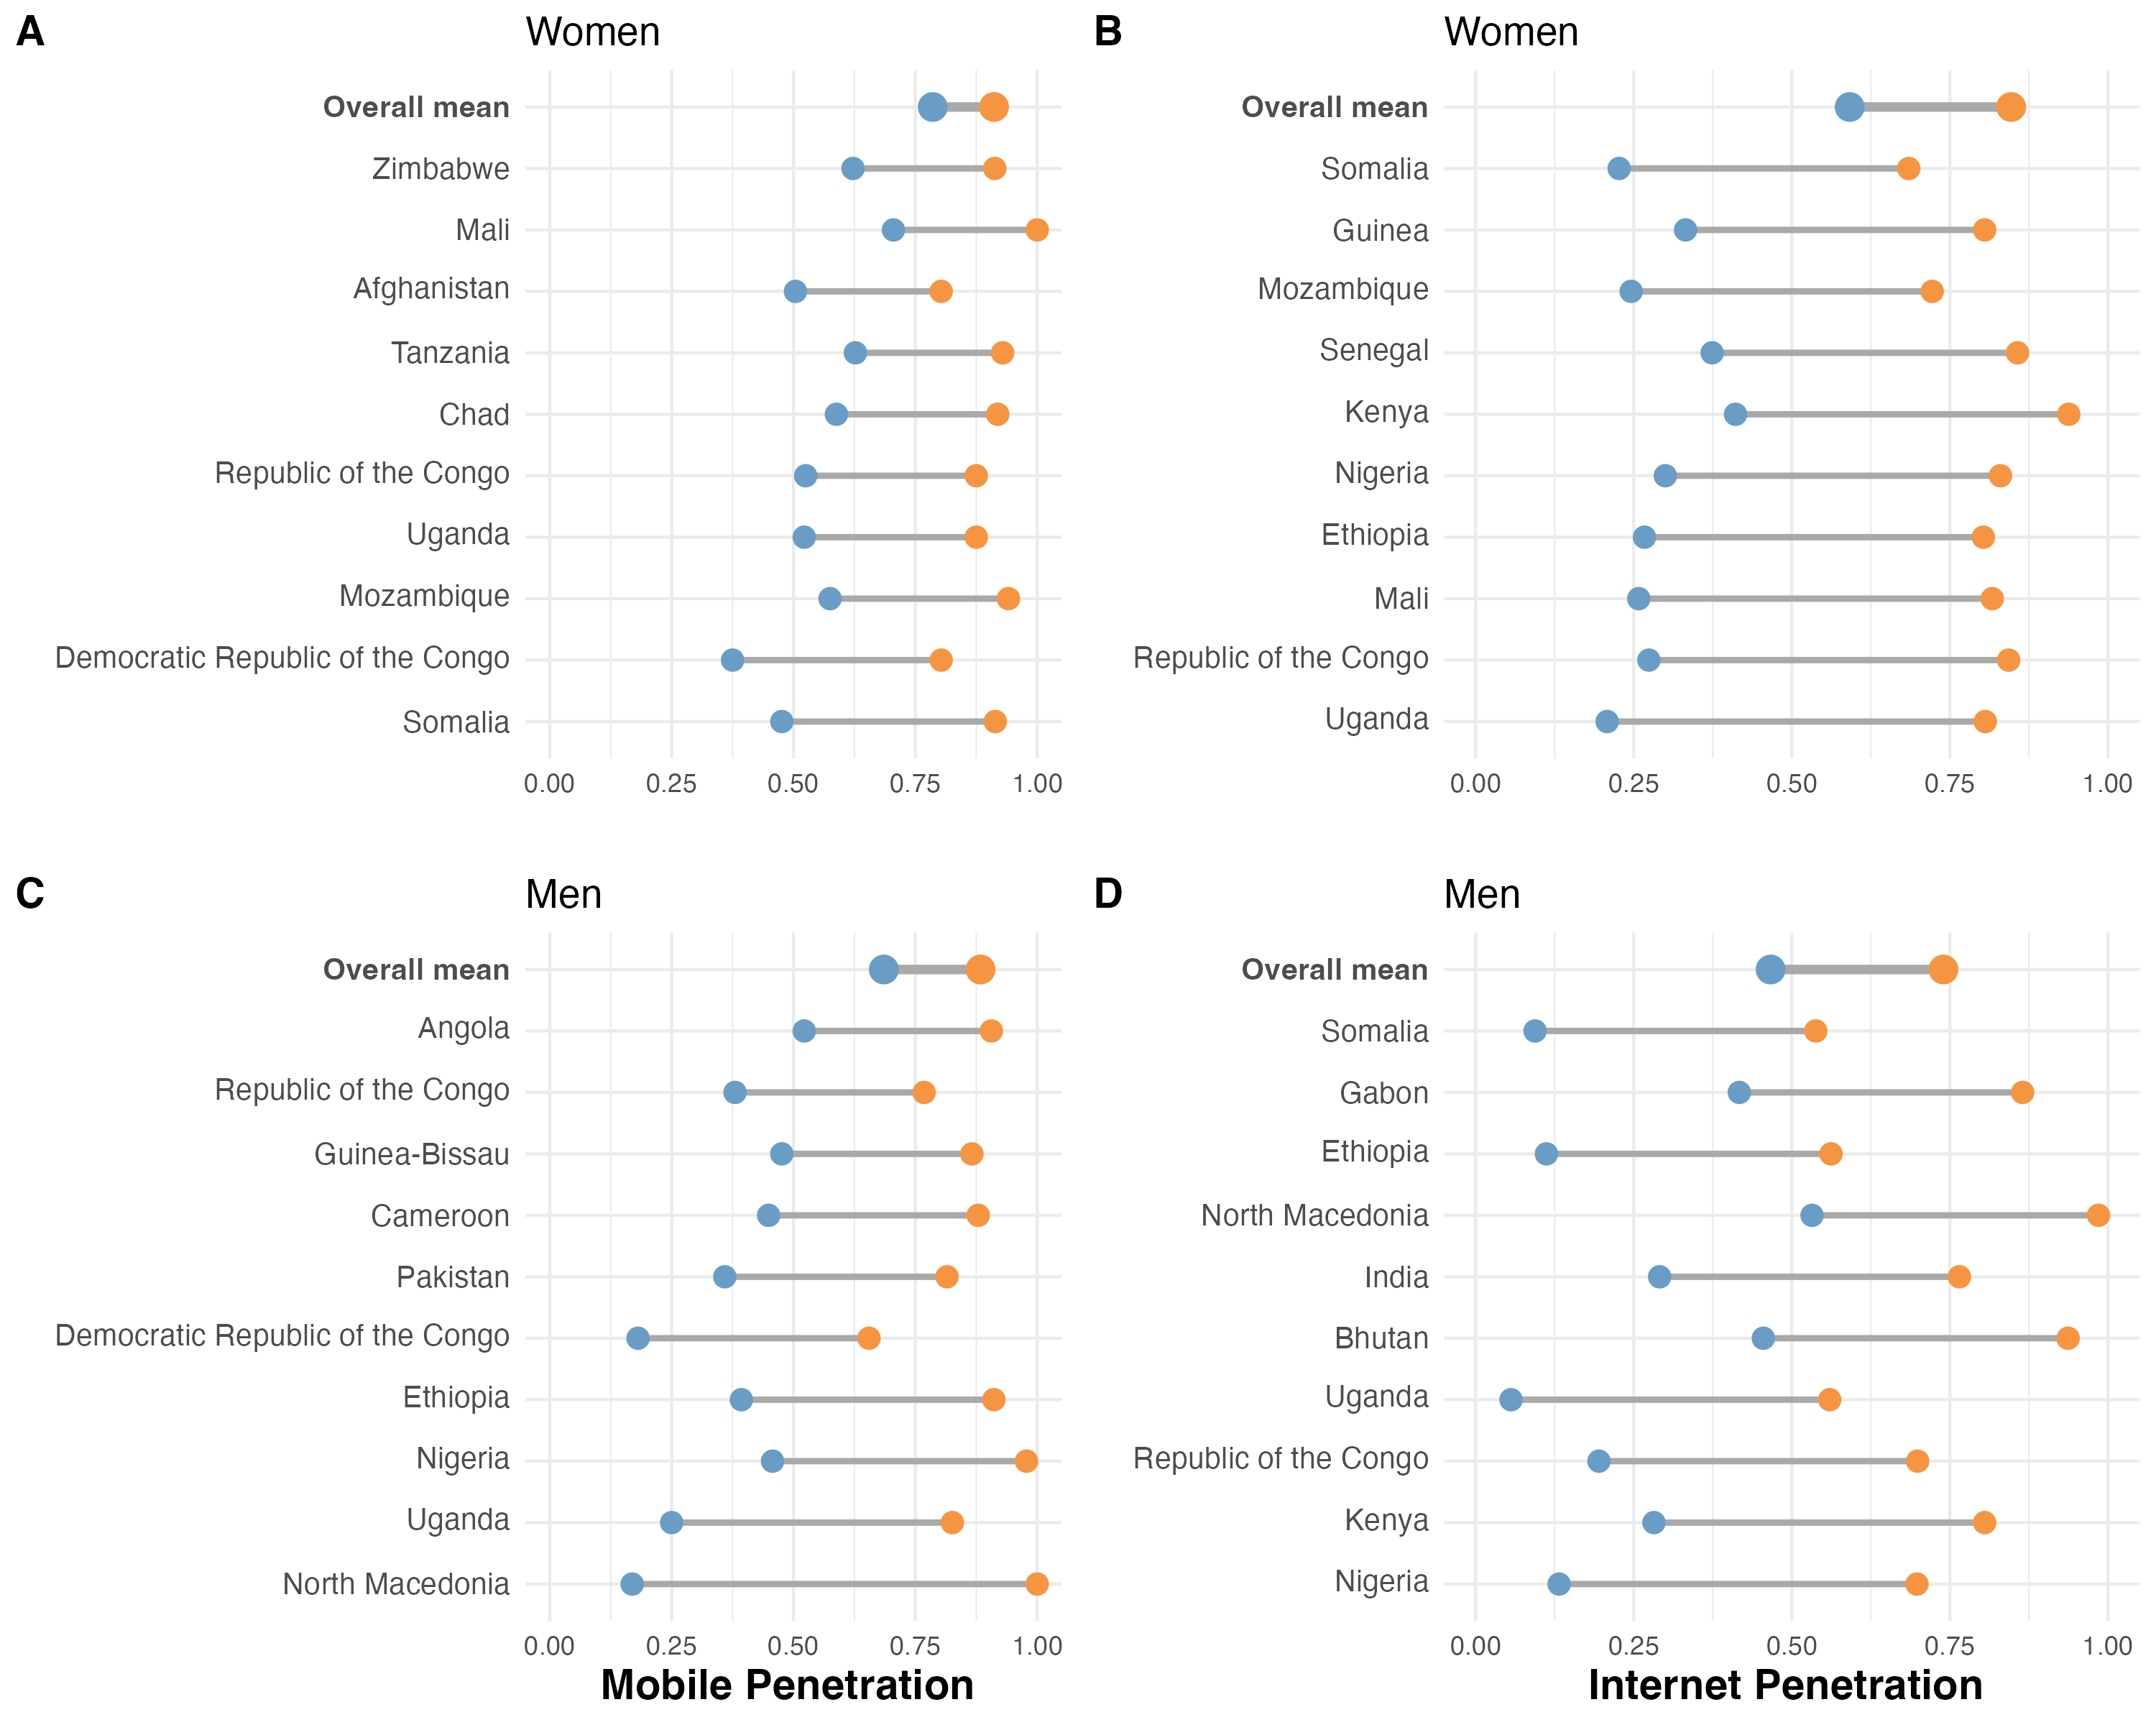 A
Women
Overall mean
Zimbabwe
Mali
Afghanistan
Tanzania
Chad
Republic of the Congo
Uganda
Mozambique
Democratic Republic of the Congo
Somalia
0.00 0.25 0.50 0.75 1.00
B
Women
Overall mean
Somalia
Guinea
Mozambique
Senegal
Kenya
Nigeria
Ethiopia
Mali
Republic of the Congo
Uganda
0.00 0.25 0.50 0.75 1.00
C
Men
Overall mean
Angola
Republic of the Congo
Guinea-Bissau
Cameroon
Pakistan
Democratic Republic of the Congo
Ethiopia
Nigeria
Uganda
North Macedonia
0.00 0.25 0.50 0.75 1.00
Mobile Penetration
D
Men
Overall mean
Somalia
Gabon
Ethiopia
North Macedonia
India
Bhutan
Uganda
Republic of the Congo
Kenya
Nigeria
0.00 0.25 0.50 0.75 1.00
Internet Penetration